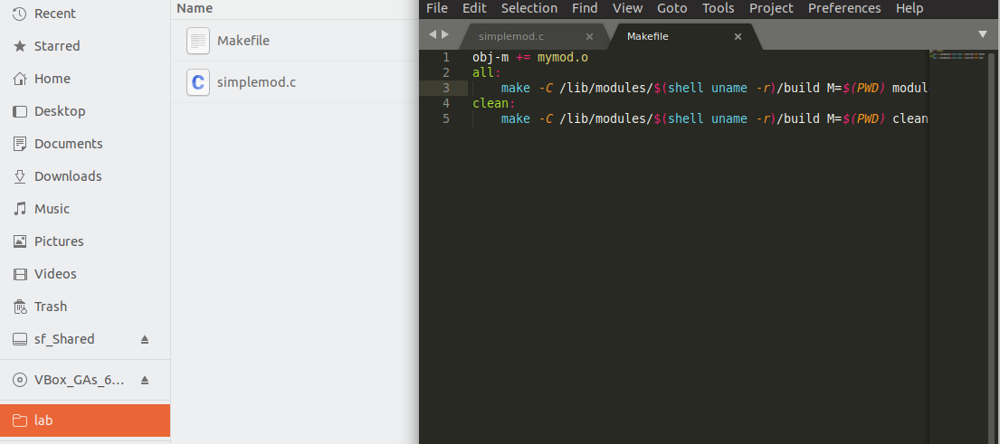 Recent
Starred
Home
Desktop
Documents
Downloads
Music
Pictures
Videos
Trash
sf_Shared
VBox_GAs_6...
lab
Name
Makefile
simplemod.c
File Edit Selection Find View Goto Tools Project Preferences Help
simplemod.c × Makefile ×
1 obj-m += mymod.o
2 all:
3 make -C /lib/modules/$(shell uname -r)/build M=$(PWD) modul
4 clean:
5 make -C /lib/modules/$(shell uname -r)/build M=$(PWD) clean